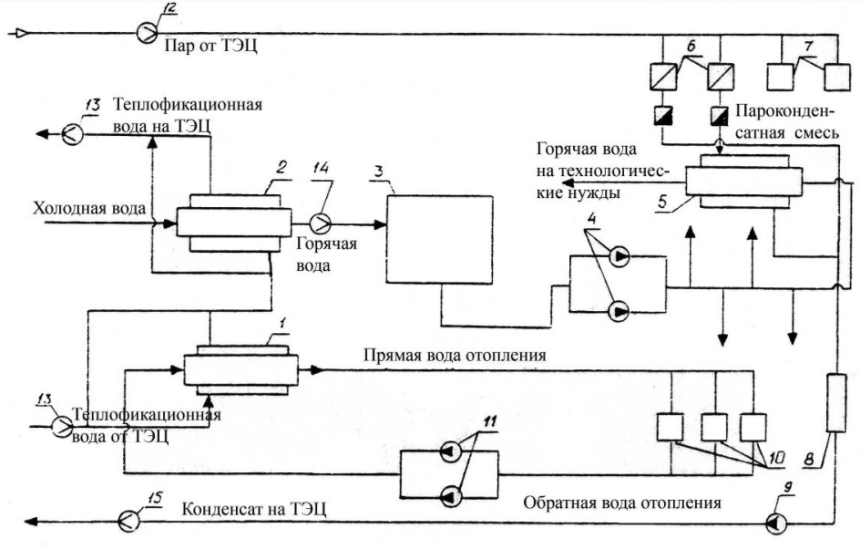 12
Пар от ТЭЦ
6
7
13
Теплофикационная
вода на ТЭЦ
Пароконден-
сатная смесь
2
14
3
Горячая вода
на технологичес-
кие нужды
5
Холодная вода
Горячая
вода
4
1
Прямая вода отопления
13
Теплофикационная
вода от ТЭЦ
11
10
8
15
Конденсат на ТЭЦ
Обратная вода отопления
9